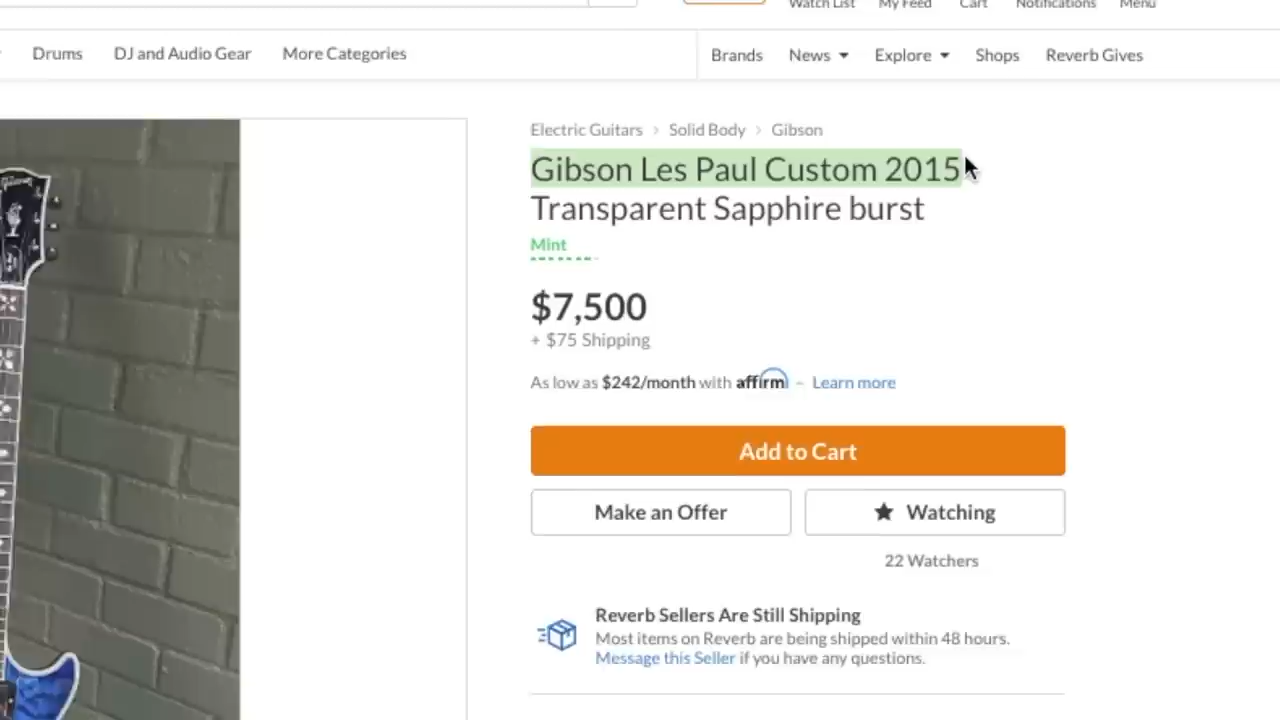 Watch List My Feed Cart Notifications Menu
Drums DJ and Audio Gear More Categories Brands News Explore Shops Reverb Gives
Electric Guitars > Solid Body > Gibson
Gibson Les Paul Custom 2015
Transparent Sapphire burst
Mint
$7,500
+ $75 Shipping
As low as $242/month with affirm – Learn more
Add to Cart
Make an Offer ★ Watching
22 Watchers
Reverb Sellers Are Still Shipping
Most items on Reverb are being shipped within 48 hours.
Message this Seller if you have any questions.